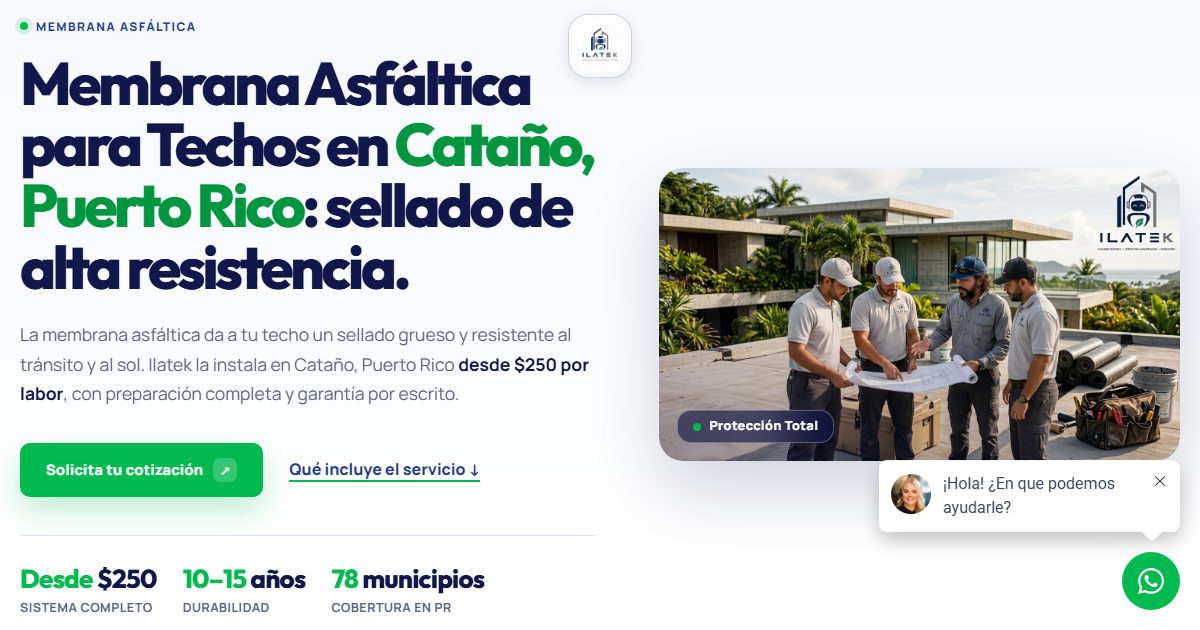 MEMBRANA ASFÁLTICA
ILATEK
Membrana Asfáltica
para Techos en Cataño,
Puerto Rico: sellado de
alta resistencia.
La membrana asfáltica da a tu techo un sellado grueso y resistente al
tránsito y al sol. Ilatek la instala en Cataño, Puerto Rico desde $250 por
labor, con preparación completa y garantía por escrito.
Solicita tu cotización ↗
Qué incluye el servicio ↓
Desde $250
SISTEMA COMPLETO
10–15 años
DURABILIDAD
78 municipios
COBERTURA EN PR
ILATEK
Protección Total
¡Hola! ¿En que podemos
ayudarle?